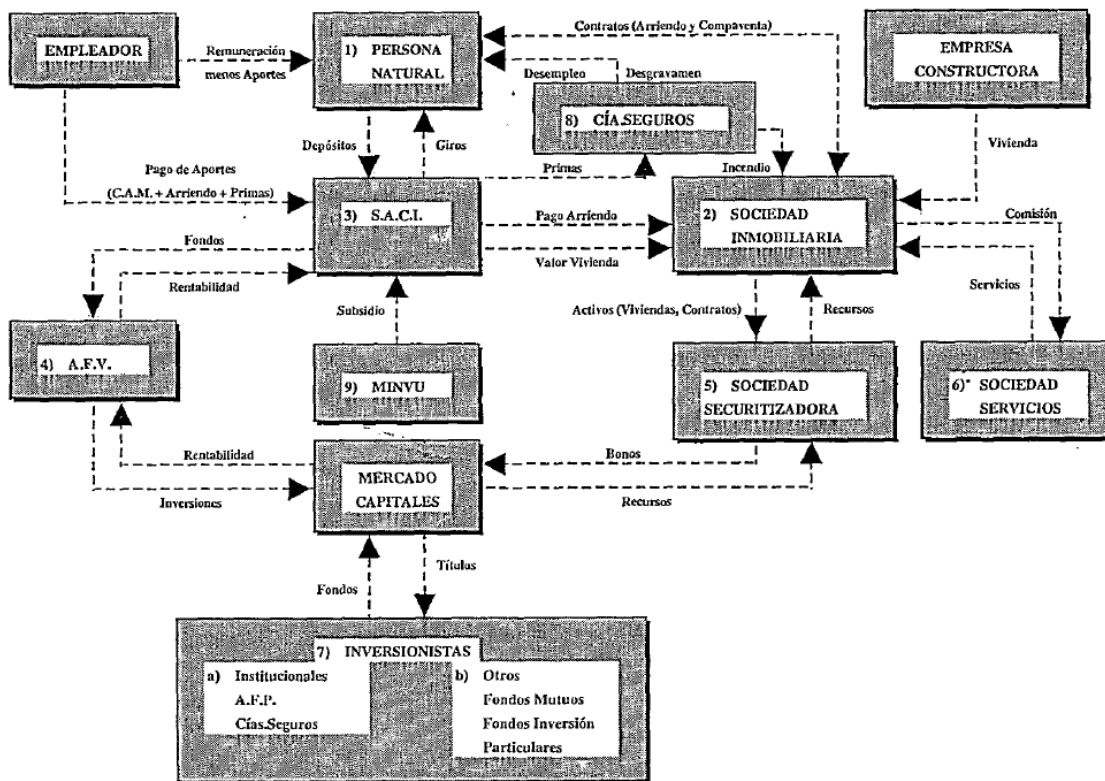 EMPLEADOR
Remuneración
menos Aportes
1) PERSONA
NATURAL
Contratos (Arriendo y Compaventa)
EMPRESA
CONSTRUCTORA
Desempleo
Desgravamen
8) CÍA.SEGUROS
Depósitos
Giros
Primas
Incendio
Vivienda
Pago de Aportes
(C.A.M. + Arriendo + Primas)
3) S.A.C.I.
Pago Arriendo
Valor Vivienda
2) SOCIEDAD
INMOBILIARIA
Comisión
Servicios
Fondos
Rentabilidad
Subsidio
Activos (Viviendas, Contratos)
Recursos
4) A.F.V.
9) MINVU
5) SOCIEDAD
SECURITIZADORA
6) SOCIEDAD
SERVICIOS
Rentabilidad
Inversiones
MERCADO
CAPITALES
Bonos
Recursos
Fondos
Títulos
7) INVERSIONISTAS
a) Institucionales
A.F.P.
Cías.Seguros
b) Otros
Fondos Mutuos
Fondos Inversión
Particulares